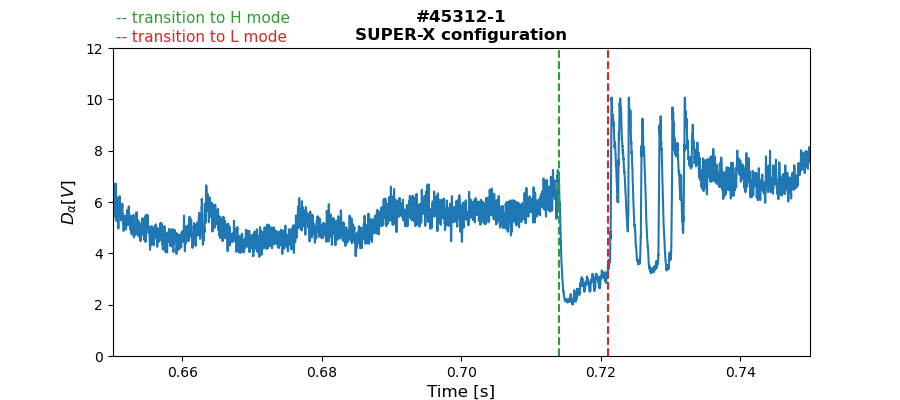 -- transition to H mode
-- transition to L mode
#45312-1
SUPER-X configuration
12
10
8
6
4
2
0
Dα[V]
0.66
0.68
0.70
0.72
0.74
Time [s]